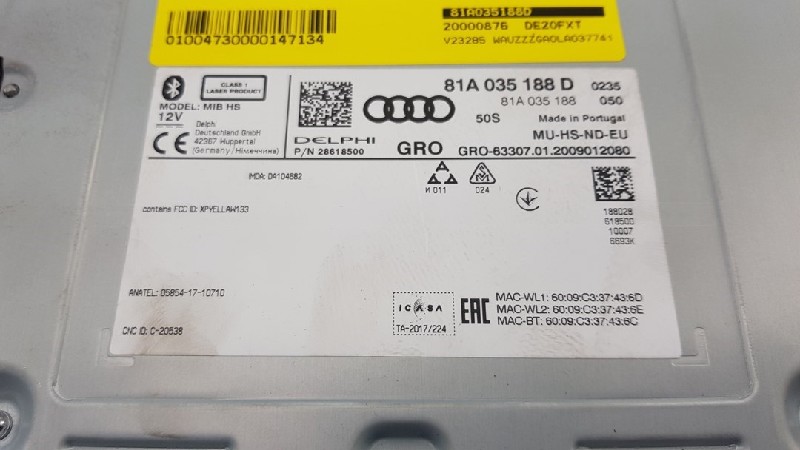 81A035188D
20000876 DE20FXT
V23285 WAUZZZGA0LA037741
01004730000147134
CLASS 1
LASER PRODUCT
MODEL: MIB HS
12V
Delphi
Deutschland GmbH
42367 Wuppertal
(Germany/Німеччина)
DELPHI
P/N 28618500
81A 035 188 D 0235
81A 035 188 050
50S Made in Portugal
MU-HS-ND-EU
GRO GRO-63307.01.2009012080
IMDA: DA104682
И 011
024
contains FCC ID: XPYELLAW133
188028
618500
10007
6693K
ANATEL: 05854-17-10710
ICASA
TA-2017/224
EAC
MAC-WL1: 60:09:C3:37:43:6D
MAC-WL2: 60:09:C3:37:43:6E
MAC-BT: 60:09:C3:37:43:6C
CNC ID: C-20538